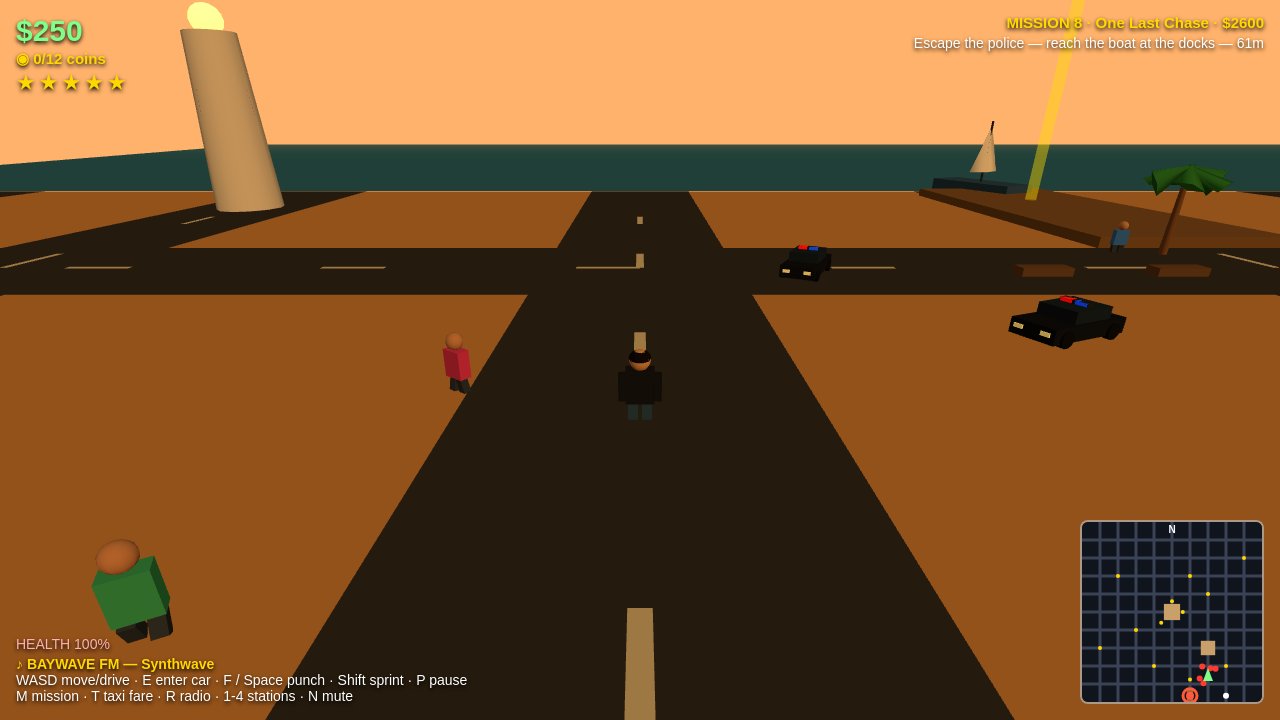 $250
◉ 0/12 coins
★ ★ ★ ★ ★
MISSION 8 · One Last Chase · $2600
Escape the police — reach the boat at the docks — 61m
N
HEALTH 100%
♪ BAYWAVE FM — Synthwave
WASD move/drive · E enter car · F / Space punch · Shift sprint · P pause
M mission · T taxi fare · R radio · 1-4 stations · N mute